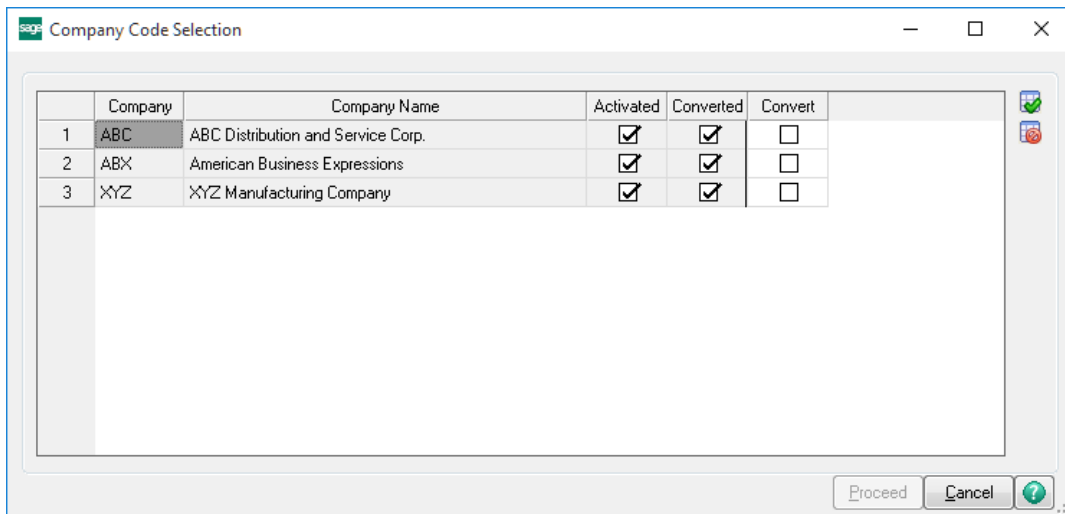 sage Company Code Selection
Company Company Name Activated Converted Convert
1 ABC ABC Distribution and Service Corp.
2 ABX American Business Expressions
3 XYZ XYZ Manufacturing Company
Proceed Cancel ?